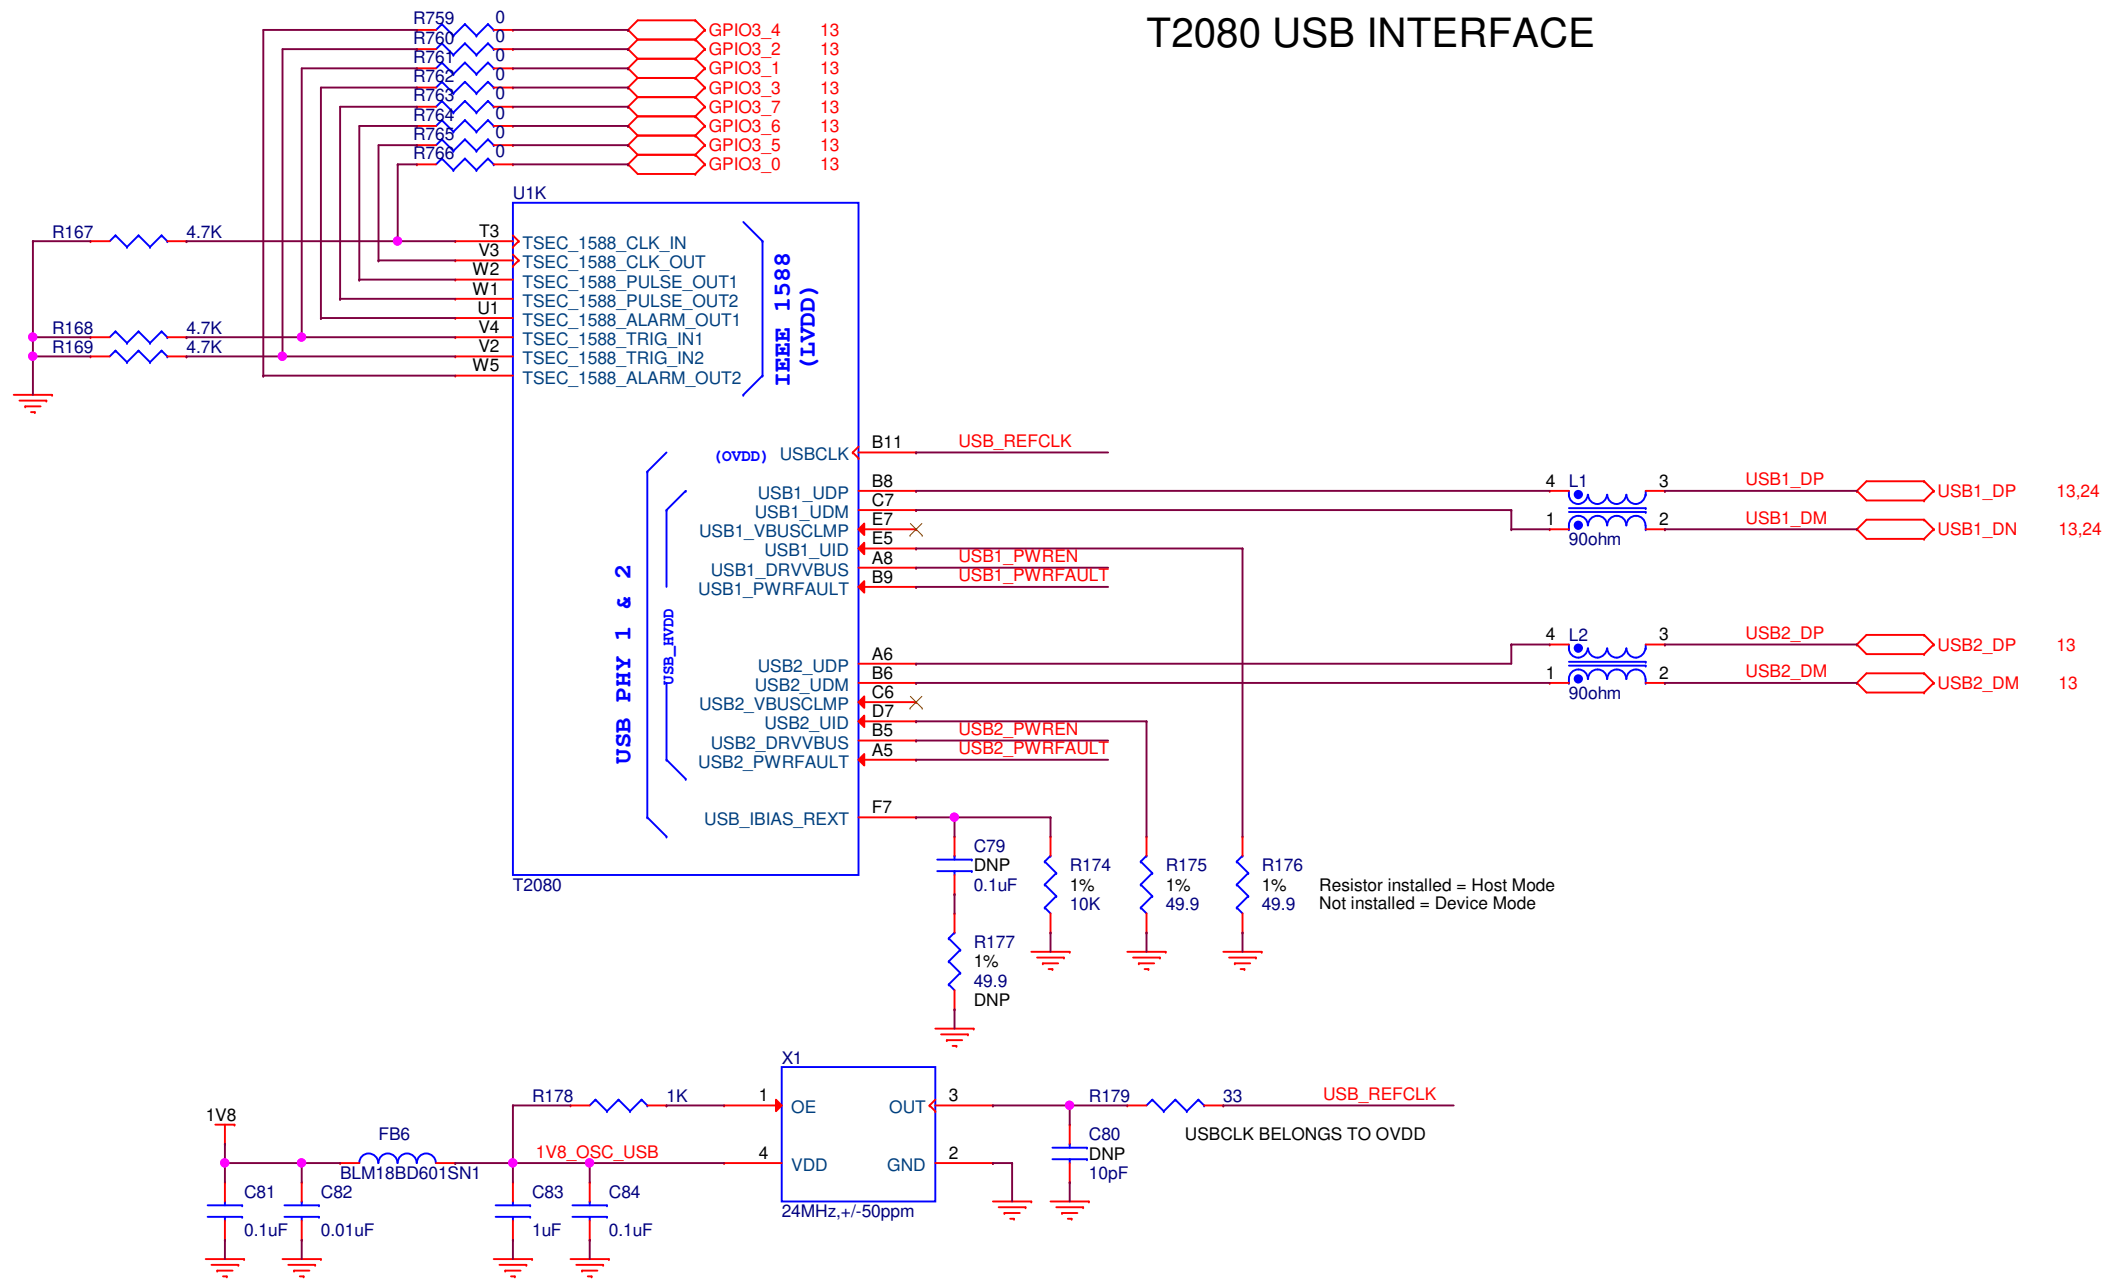 T2080 USB INTERFACE
R759 0 GPIO3_4 13
R760 0 GPIO3_2 13
R761 0 GPIO3_1 13
R762 0 GPIO3_3 13
R763 0 GPIO3_7 13
R764 0 GPIO3_6 13
R765 0 GPIO3_5 13
R766 0 GPIO3_0 13
U1K
R167 4.7K T3 TSEC_1588_CLK_IN
V3 TSEC_1588_CLK_OUT
W2 TSEC_1588_PULSE_OUT1
W1 TSEC_1588_PULSE_OUT2
U1 TSEC_1588_ALARM_OUT1
R168 4.7K V4 TSEC_1588_TRIG_IN1
R169 4.7K V2 TSEC_1588_TRIG_IN2
W5 TSEC_1588_ALARM_OUT2
IEEE 1588
(LVDD)
(OVDD) USBCLK B11 USB_REFCLK
USB1_UDP B8
USB1_UDM C7
USB1_VBUSCLMP E7
USB1_UID E5
USB1_DRVVBUS A8 USB1_PWREN
USB1_PWRFAULT B9 USB1_PWRFAULT
4 L1 3 USB1_DP USB1_DP 13,24
1 2 USB1_DM USB1_DN 13,24
90ohm
USB PHY 1 & 2
USB_HVDD
USB2_UDP A6
USB2_UDM B6
USB2_VBUSCLMP C6
USB2_UID D7
USB2_DRVVBUS B5 USB2_PWREN
USB2_PWRFAULT A5 USB2_PWRFAULT
4 L2 3 USB2_DP USB2_DP 13
1 2 USB2_DM USB2_DM 13
90ohm
USB_IBIAS_REXT F7
T2080
C79
DNP
0.1uF
R174
1%
10K
R175
1%
49.9
R176
1%
49.9
Resistor installed = Host Mode
Not installed = Device Mode
R177
1%
49.9
DNP
X1
R178 1K 1 OE OUT 3 R179 33 USB_REFCLK
1V8
FB6
BLM18BD601SN1
1V8_OSC_USB 4 VDD GND 2
USBCLK BELONGS TO OVDD
C80
DNP
10pF
24MHz,+/-50ppm
C81
0.1uF
C82
0.01uF
C83
1uF
C84
0.1uF